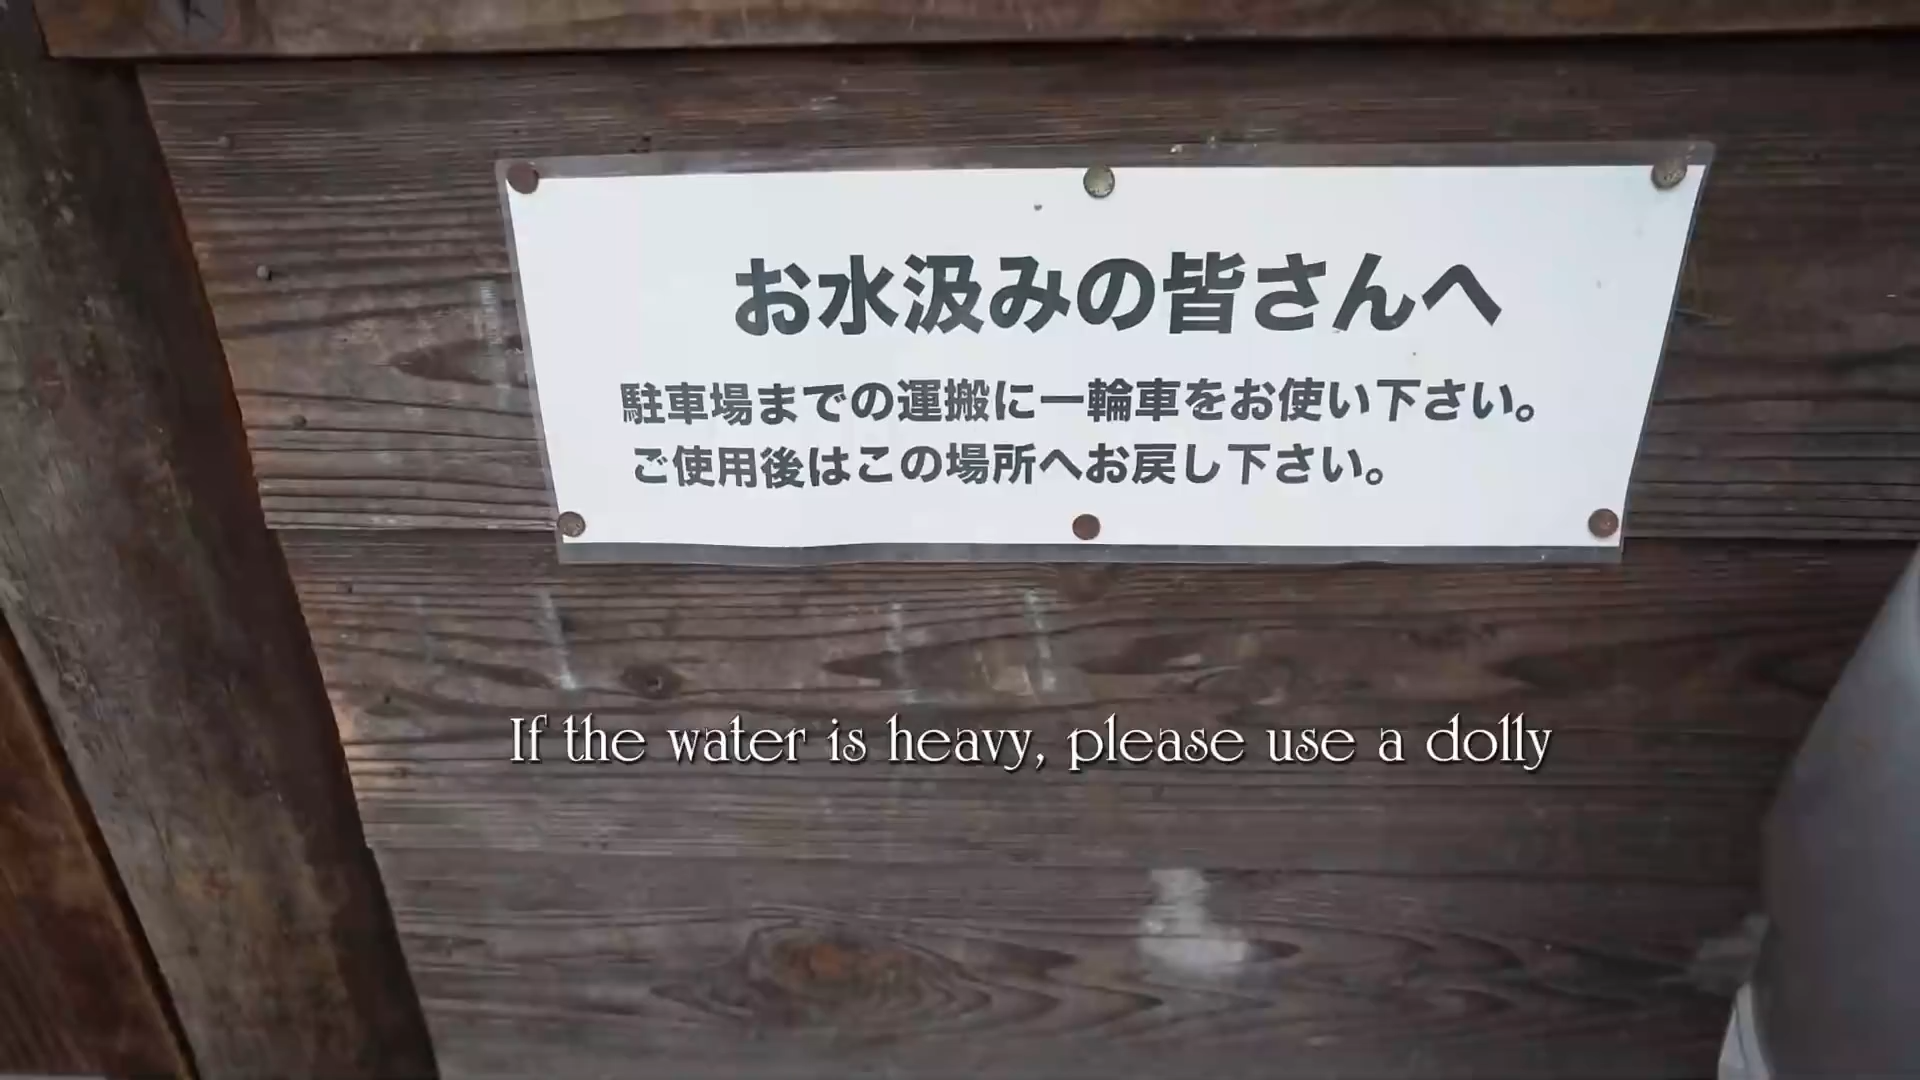 お水汲みの皆さんへ
駐車場までの運搬に一輪車をお使い下さい。
ご使用後はこの場所へお戻し下さい。
If the water is heavy, please use a dolly